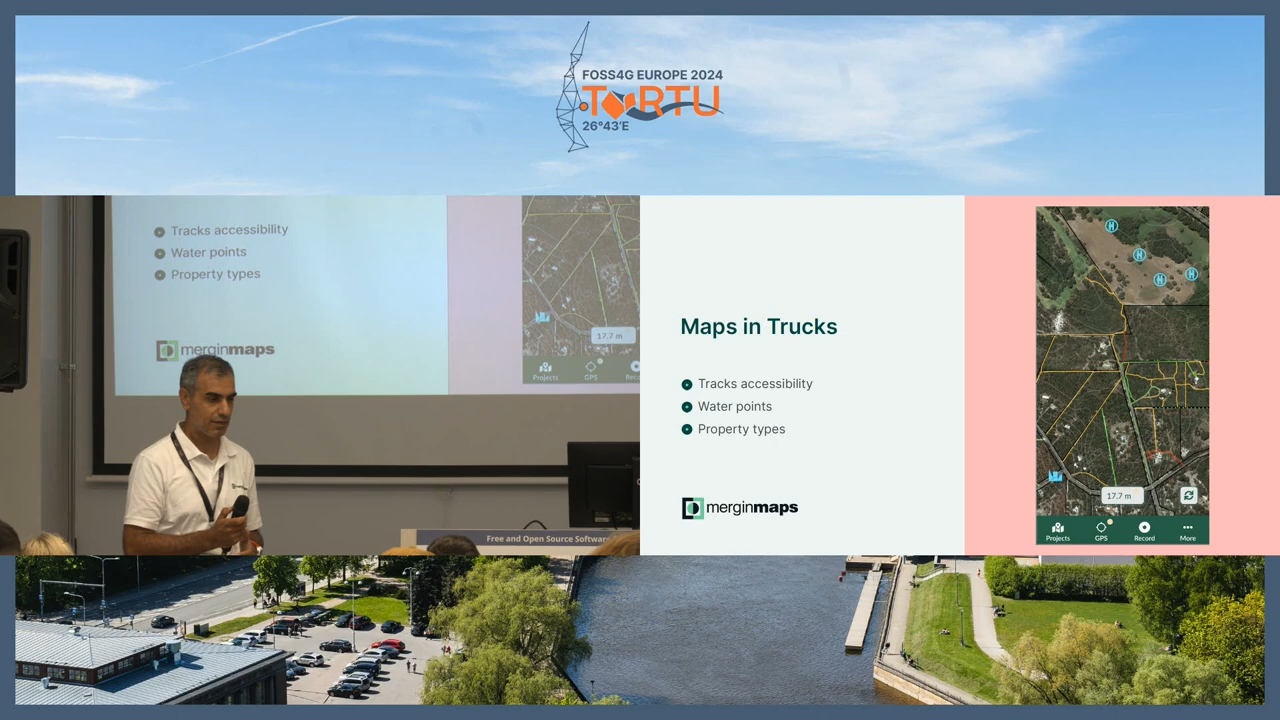 FOSS4G EUROPE 2024
TORTU
26°43'E
Tracks accessibility
Water points
Property types
merginmaps
17.7 m
Projects
GPS
Free and Open Source Software
Maps in Trucks
Tracks accessibility
Water points
Property types
merginmaps
H
H
H
H
17.7 m
Projects
GPS
Record
More